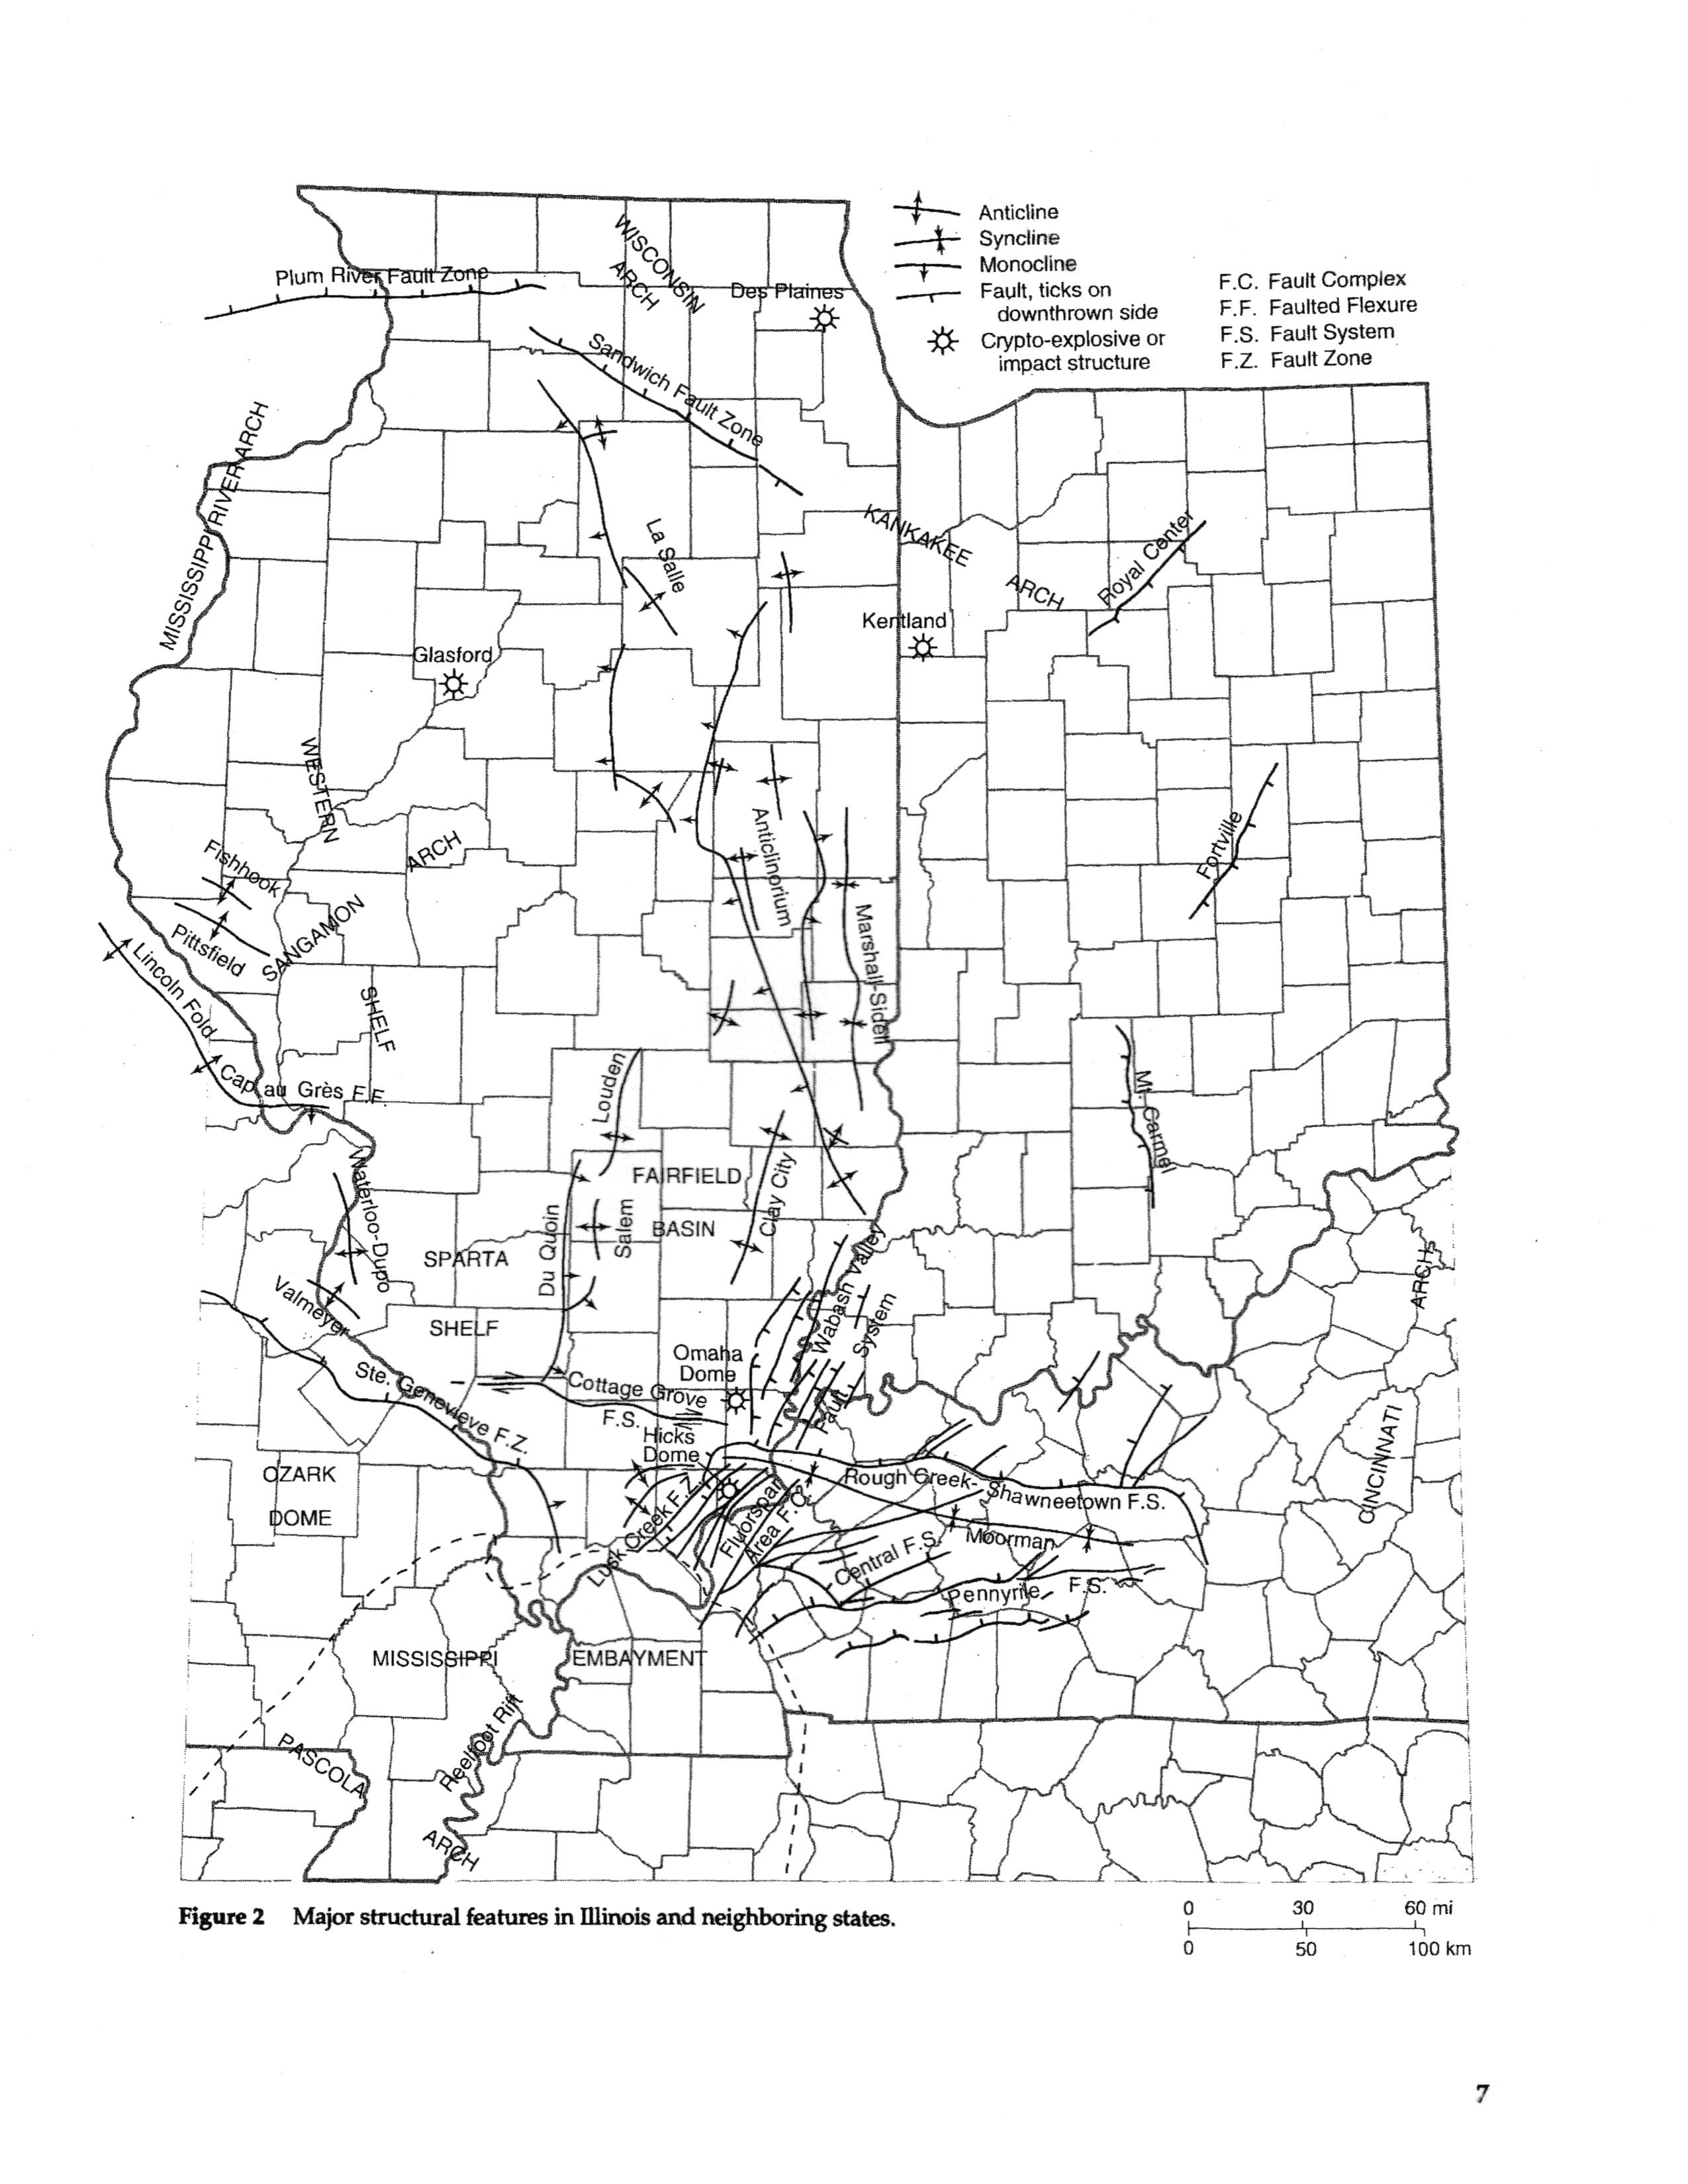 Anticline
Syncline
Monocline
Fault, ticks on
downthrown side
Crypto-explosive or
impact structure
F.C. Fault Complex
F.F. Faulted Flexure
F.S. Fault System
F.Z. Fault Zone
WISCONSIN
ARCH
Plum River Fault Zone
Des Plaines
Sandwich Fault Zone
MISSISSIPPI RIVER ARCH
La Salle
KANKAKEE
ARCH
Royal Center
Kentland
Glasford
WESTERN
ARCH
Anticlinorium
Fortville
Fishhook
Pittsfield
SANGAMON
Marshall-Sidell
Lincoln Fold
SHELF
Cap au Grès F.F.
Louden
Mt. Carmel
Waterloo-Dupo
FAIRFIELD
Clay City
BASIN
Salem
Du Quoin
SPARTA
Valmeyer
SHELF
Wabash Valley
Fault
System
ARCH
Omaha
Dome
Ste. Genevieve F.Z.
Cottage Grove
F.S.
Hicks
Dome
CINCINNATI
OZARK
DOME
Rough Creek-
Shawneetown F.S.
Lusk Creek F.Z.
Fluorspar
Area F.C.
Moorman
Central F.S.
Pennyrile F.S.
MISSISSIPPI
EMBAYMENT
Reelfoot Rift
PASCOLA
ARCH
Figure 2 Major structural features in Illinois and neighboring states.
0 30 60 mi
0 50 100 km
7